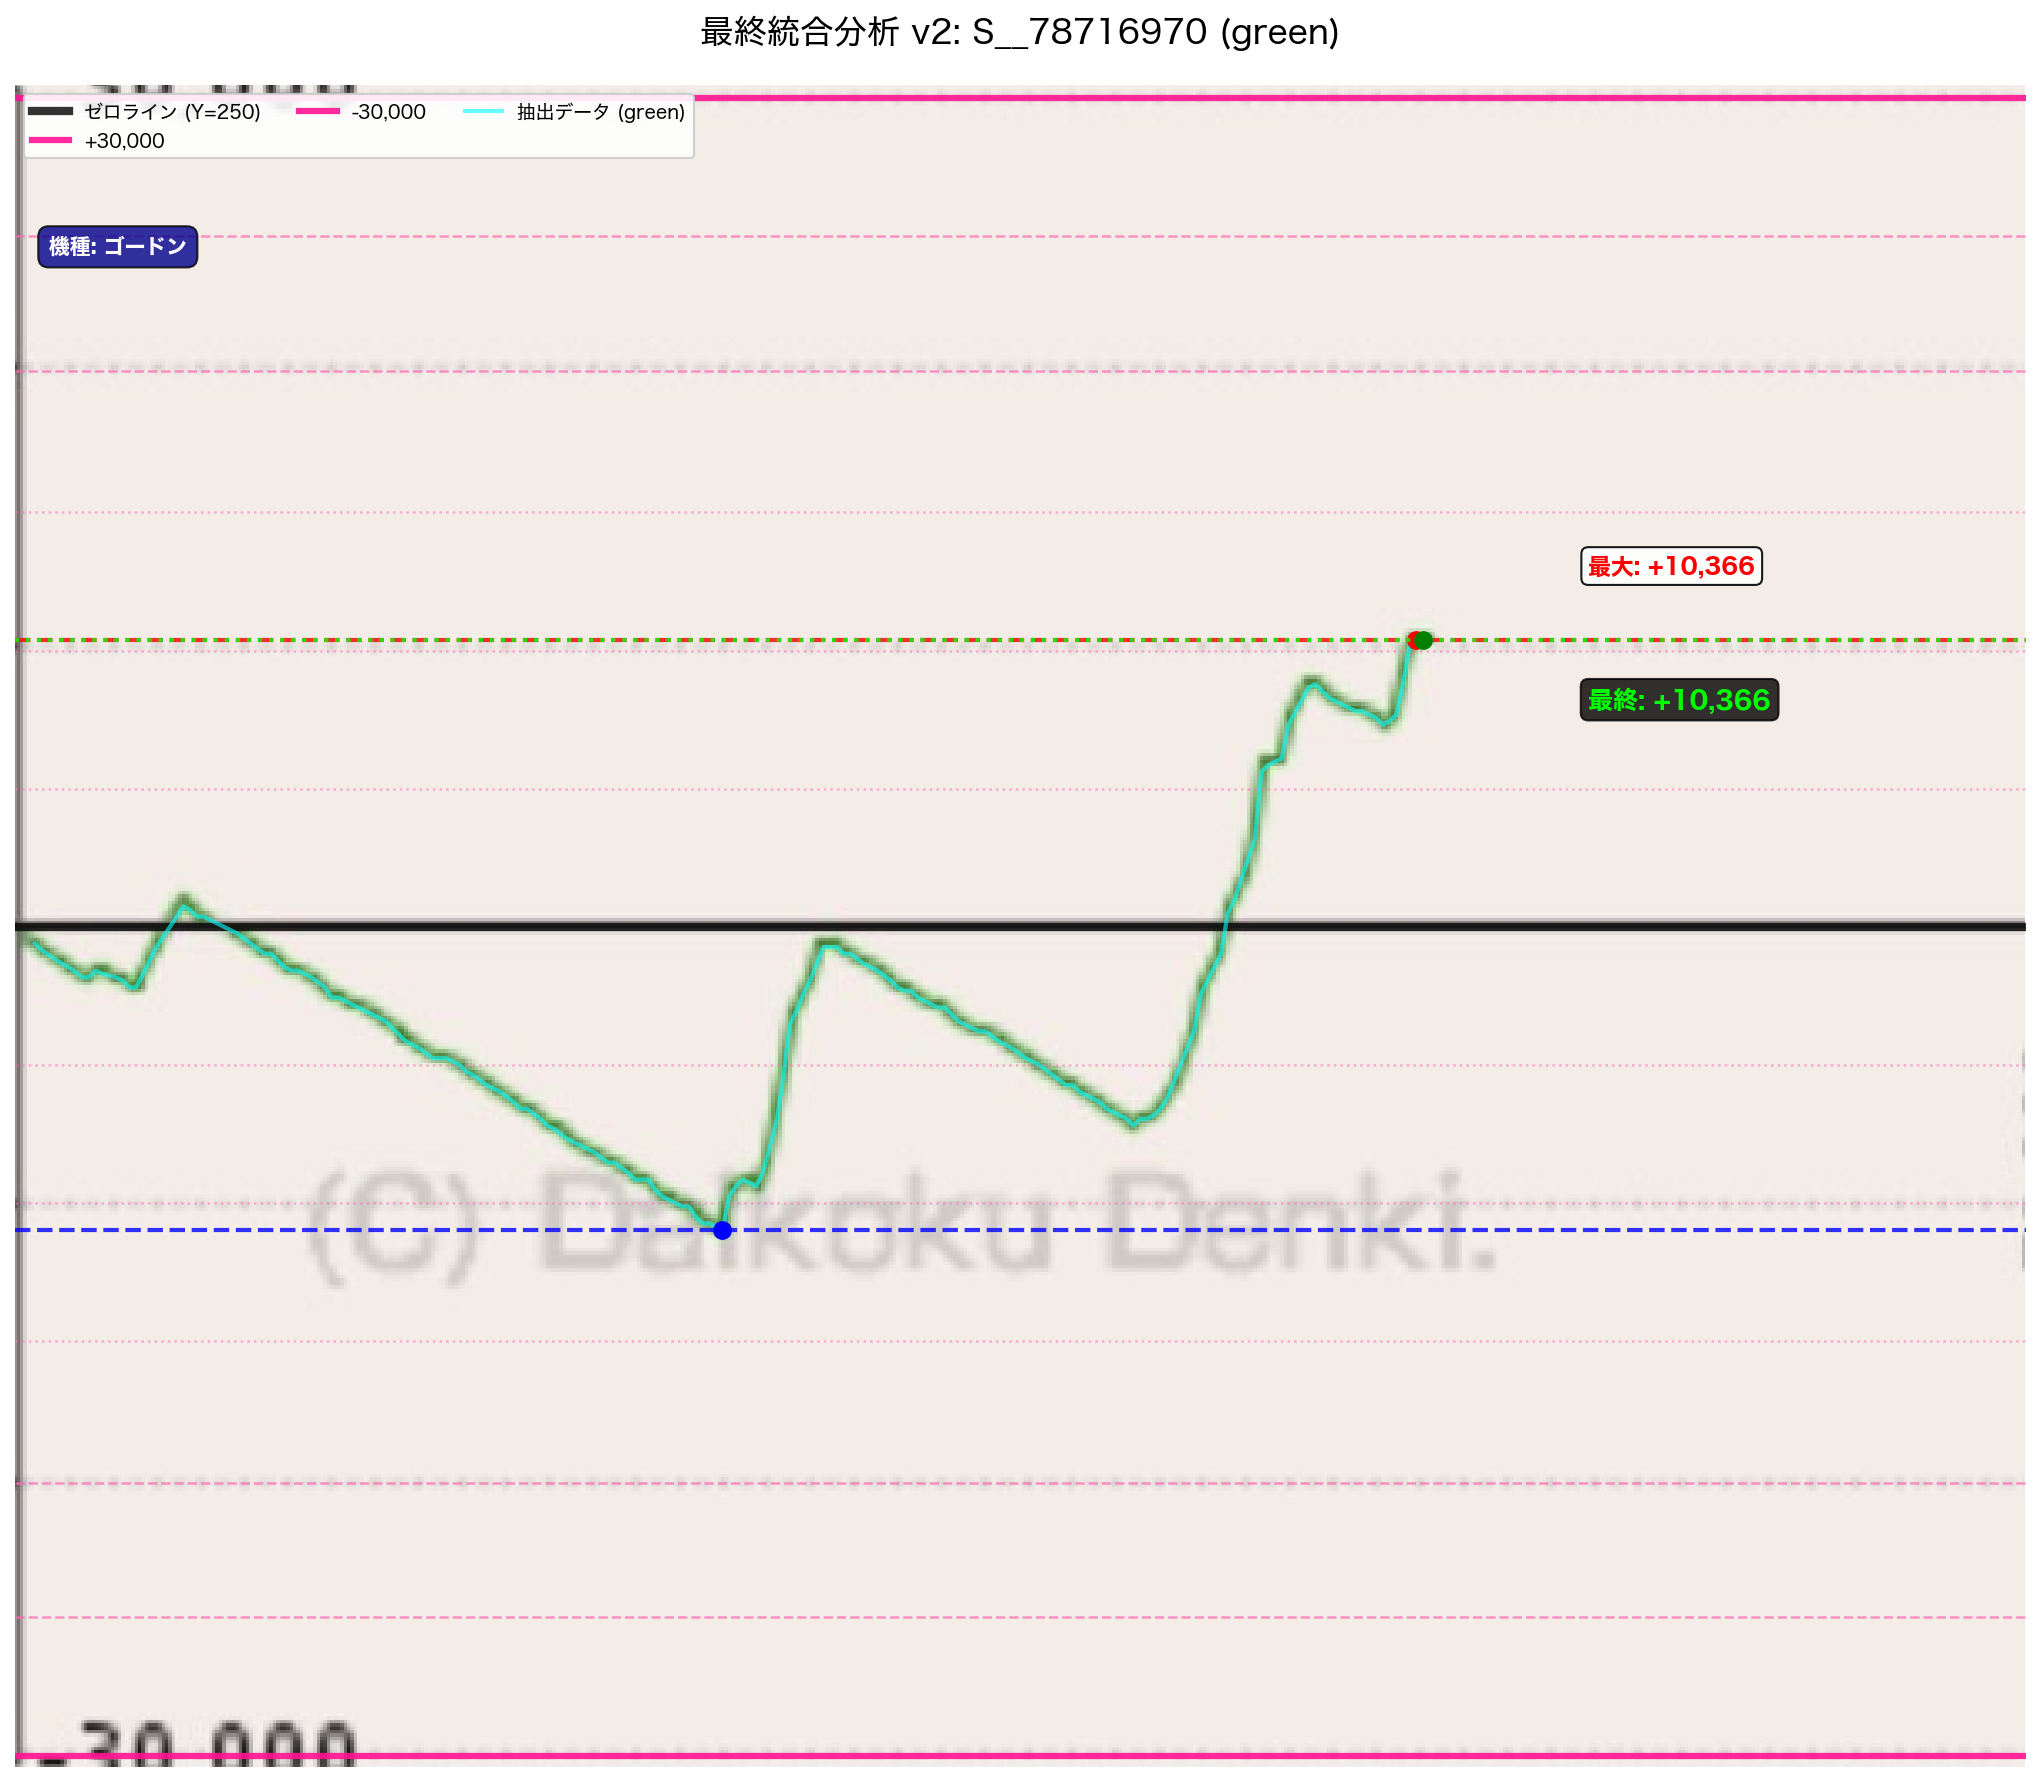 最終統合分析 v2: S__78716970 (green)
ゼロライン (Y=250) -30,000 抽出データ (green)
+30,000
機種: ゴードン
最大: +10,366
最終: +10,366
(C) Daikoku Denki.
-30,000